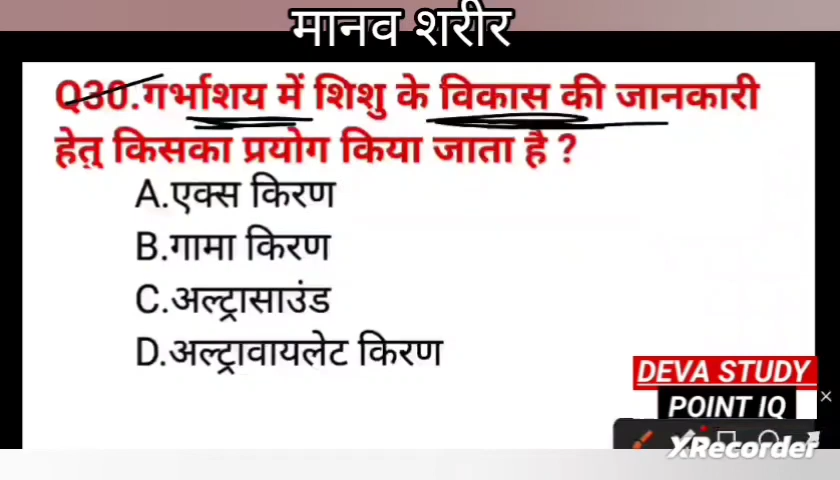 मानव शरीर
Q30.गर्भाशय में शिशु के विकास की जानकारी
हेतु किसका प्रयोग किया जाता है ?
A.एक्स किरण
B.गामा किरण
C.अल्ट्रासाउंड
D.अल्ट्रावायलेट किरण
DEVA STUDY
POINT IQ
XRecorder